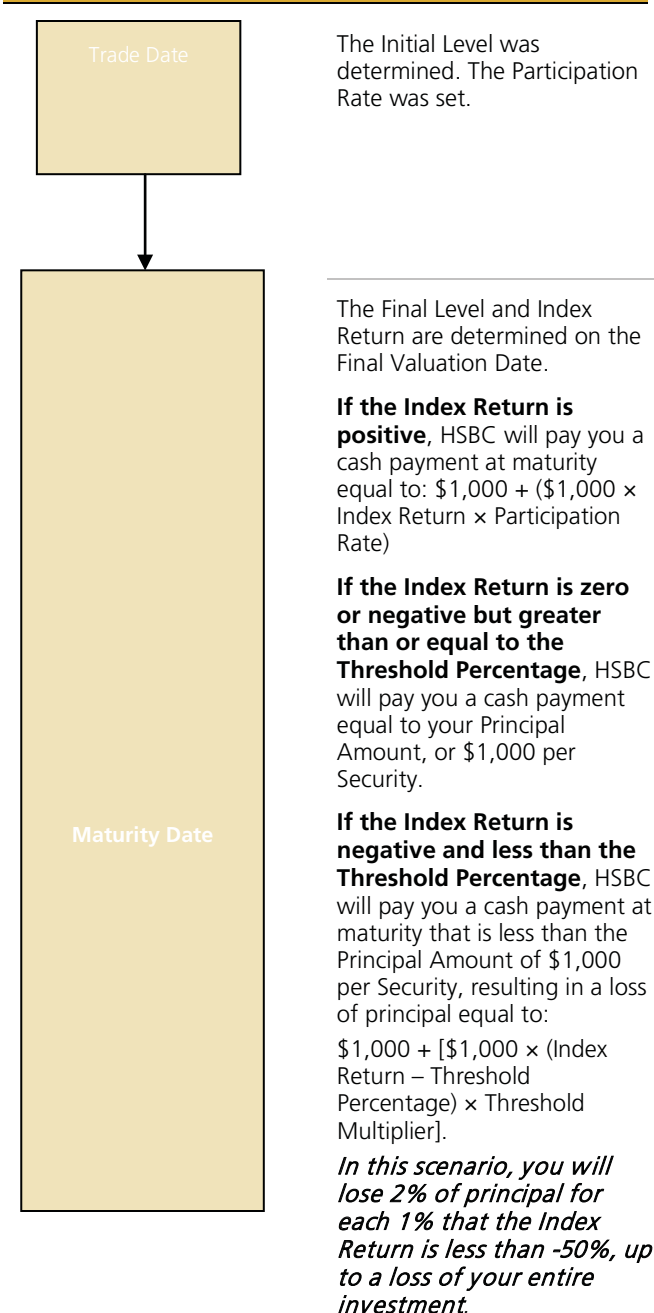 Trade Date
The Initial Level was
determined. The Participation
Rate was set.
The Final Level and Index
Return are determined on the
Final Valuation Date.
If the Index Return is
positive, HSBC will pay you a
cash payment at maturity
equal to: $1,000 + ($1,000 ×
Index Return × Participation
Rate)
If the Index Return is zero
or negative but greater
than or equal to the
Threshold Percentage, HSBC
will pay you a cash payment
equal to your Principal
Amount, or $1,000 per
Security.
Maturity Date
If the Index Return is
negative and less than the
Threshold Percentage, HSBC
will pay you a cash payment at
maturity that is less than the
Principal Amount of $1,000
per Security, resulting in a loss
of principal equal to:
$1,000 + [$1,000 × (Index
Return – Threshold
Percentage) × Threshold
Multiplier].
In this scenario, you will
lose 2% of principal for
each 1% that the Index
Return is less than -50%, up
to a loss of your entire
investment.